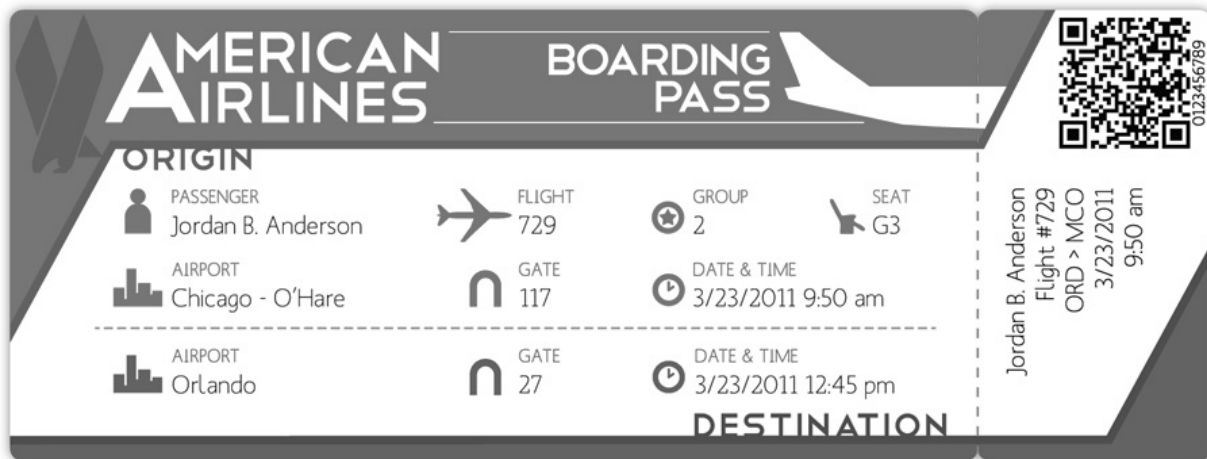 AMERICAN
AIRLINES
BOARDING
PASS
ORIGIN
PASSENGER
Jordan B. Anderson
FLIGHT
729
GROUP
2
SEAT
G3
AIRPORT
Chicago - O'Hare
GATE
117
DATE & TIME
3/23/2011 9:50 am
AIRPORT
Orlando
GATE
27
DATE & TIME
3/23/2011 12:45 pm
DESTINATION
0123456789
Jordan B. Anderson
Flight #729
ORD > MCO
3/23/2011
9:50 am